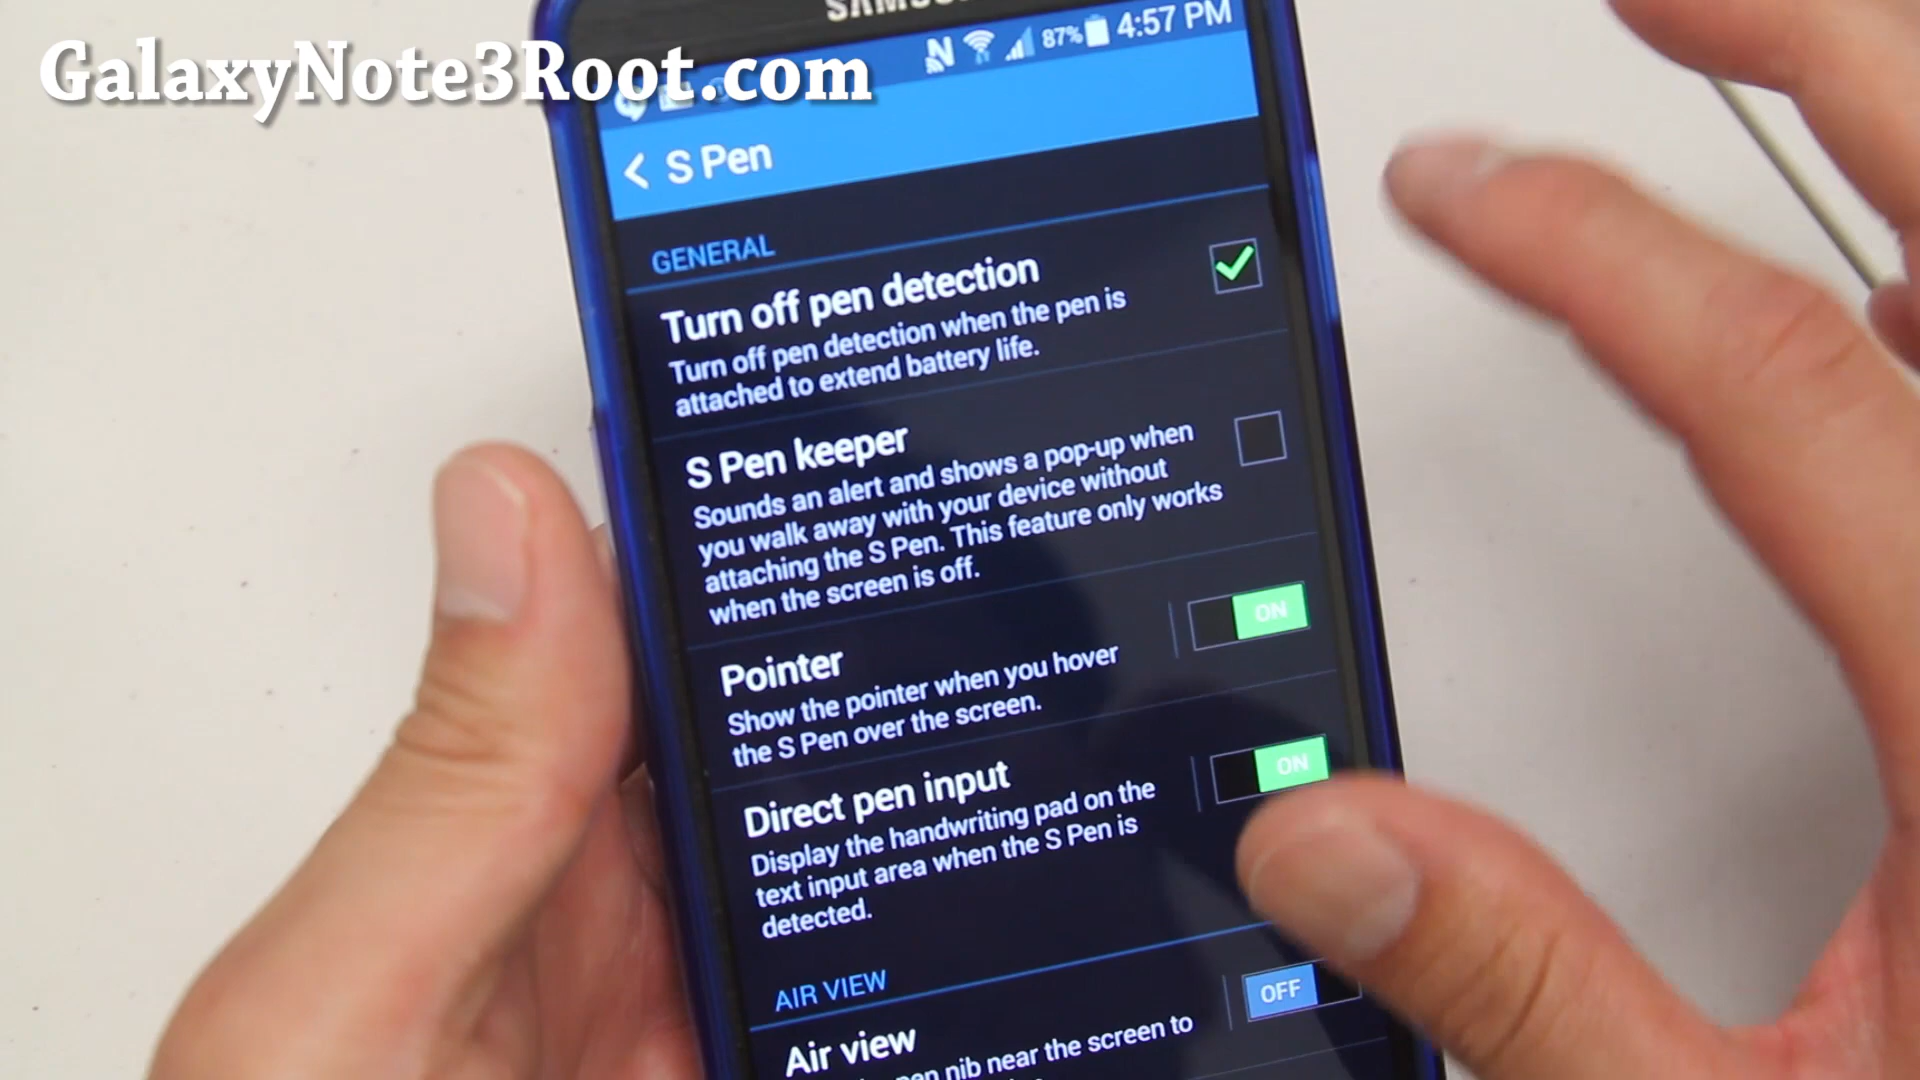 SAMSUNG
GalaxyNote3Root.com
87% 4:57 PM
< S Pen
GENERAL
Turn off pen detection
Turn off pen detection when the pen is
attached to extend battery life.
S Pen keeper
Sounds an alert and shows a pop-up when
you walk away with your device without
attaching the S Pen. This feature only works
when the screen is off.
ON
Pointer
Show the pointer when you hover
the S Pen over the screen.
ON
Direct pen input
Display the handwriting pad on the
text input area when the S Pen is
detected.
AIR VIEW
OFF
Air view
pen nib near the screen to